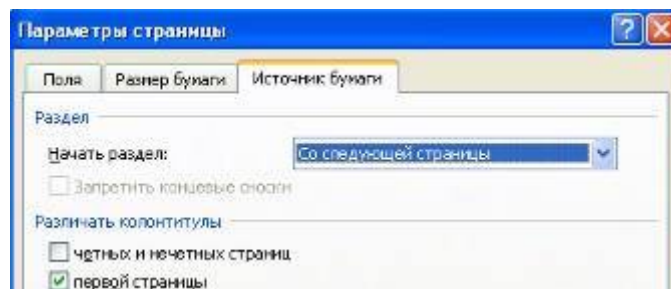 Параметры страницы
Поля Размер бумаги Источник бумаги
Раздел
Начать раздел: Со следующей страницы
Запретить концевые сноски
Различать колонтитулы
четных и нечетных страниц
первой страницы